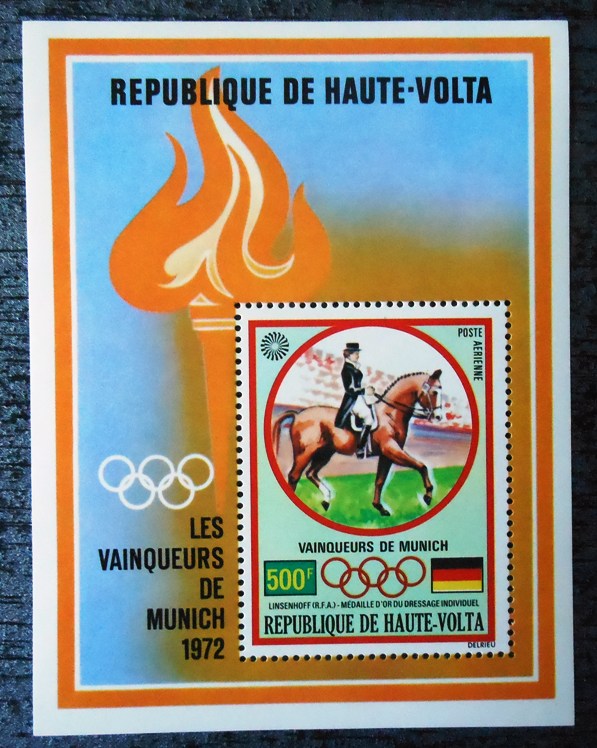 REPUBLIQUE DE HAUTE-VOLTA
POSTE
AERIENNE
LES
VAINQUEURS
DE
MUNICH
1972
VAINQUEURS DE MUNICH
500F
LINSENHOFF (R.F.A.) - MÉDAILLE D'OR DU DRESSAGE INDIVIDUEL
REPUBLIQUE DE HAUTE-VOLTA
DELRIEU